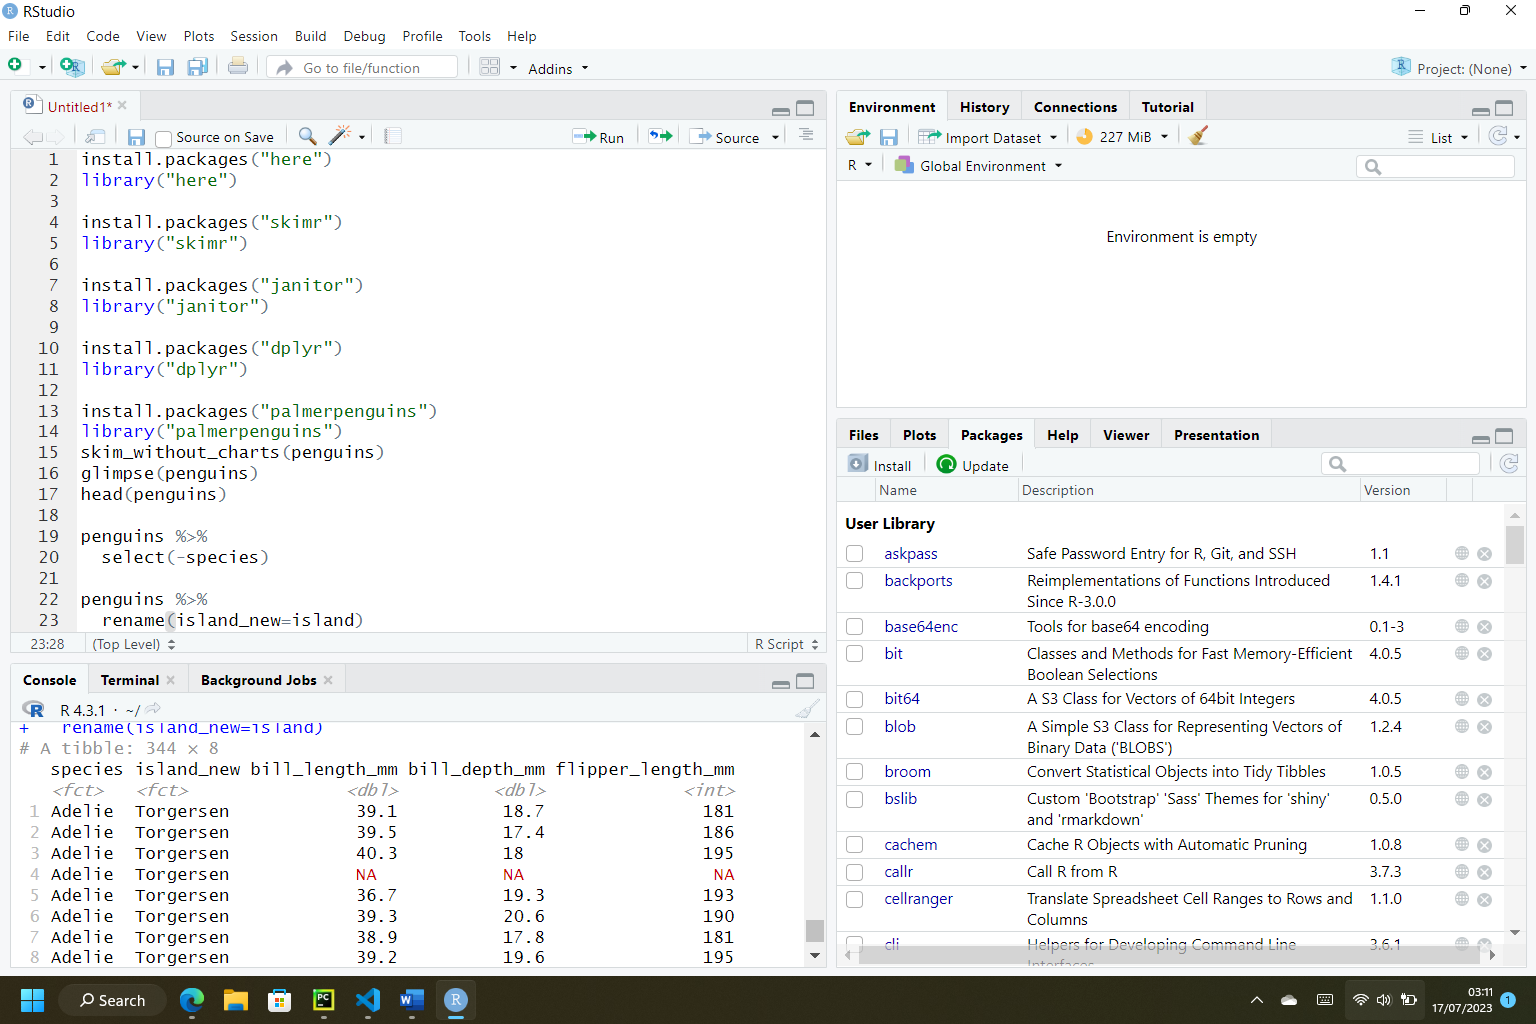 RStudio
File Edit Code View Plots Session Build Debug Profile Tools Help
Go to file/function Addins Project: (None)
Untitled1*
Source on Save Run Source
1 install.packages("here")
2 library("here")
3
4 install.packages("skimr")
5 library("skimr")
6
7 install.packages("janitor")
8 library("janitor")
9
10 install.packages("dplyr")
11 library("dplyr")
12
13 install.packages("palmerpenguins")
14 library("palmerpenguins")
15 skim_without_charts(penguins)
16 glimpse(penguins)
17 head(penguins)
18
19 penguins %>%
20 select(-species)
21
22 penguins %>%
23 rename(island_new=island)
23:28 (Top Level) R Script
Console Terminal Background Jobs
R 4.3.1 · ~/
+ rename(island_new=island)
# A tibble: 344 × 8
species island_new bill_length_mm bill_depth_mm flipper_length_mm
<fct> <fct> <dbl> <dbl> <int>
1 Adelie Torgersen 39.1 18.7 181
2 Adelie Torgersen 39.5 17.4 186
3 Adelie Torgersen 40.3 18 195
4 Adelie Torgersen NA NA NA
5 Adelie Torgersen 36.7 19.3 193
6 Adelie Torgersen 39.3 20.6 190
7 Adelie Torgersen 38.9 17.8 181
8 Adelie Torgersen 39.2 19.6 195
Environment History Connections Tutorial
Import Dataset 227 MiB List
R Global Environment
Environment is empty
Files Plots Packages Help Viewer Presentation
Install Update
Name Description Version
User Library
askpass Safe Password Entry for R, Git, and SSH 1.1
backports Reimplementations of Functions Introduced 1.4.1
Since R-3.0.0
base64enc Tools for base64 encoding 0.1-3
bit Classes and Methods for Fast Memory-Efficient 4.0.5
Boolean Selections
bit64 A S3 Class for Vectors of 64bit Integers 4.0.5
blob A Simple S3 Class for Representing Vectors of 1.2.4
Binary Data ('BLOBS')
broom Convert Statistical Objects into Tidy Tibbles 1.0.5
bslib Custom 'Bootstrap' 'Sass' Themes for 'shiny' 0.5.0
and 'rmarkdown'
cachem Cache R Objects with Automatic Pruning 1.0.8
callr Call R from R 3.7.3
cellranger Translate Spreadsheet Cell Ranges to Rows and 1.1.0
Columns
cli Helpers for Developing Command Line 3.6.1
Interfaces
Search 03:11
17/07/2023 1